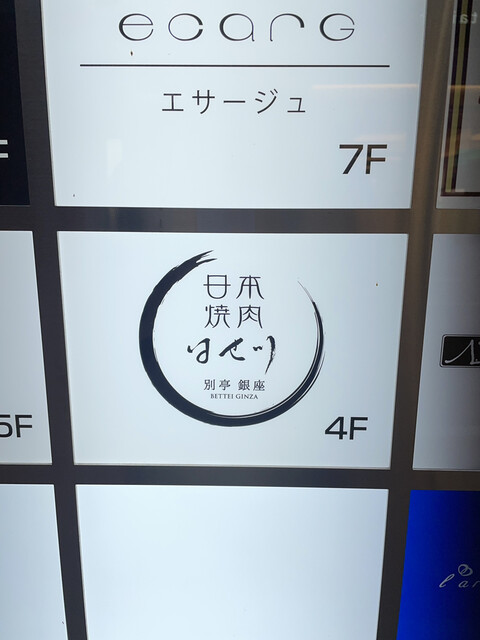 ecarG
エサージュ
7F
F
日本
焼肉
はせ川
別亭 銀座
BETTEI GINZA
4F
5F